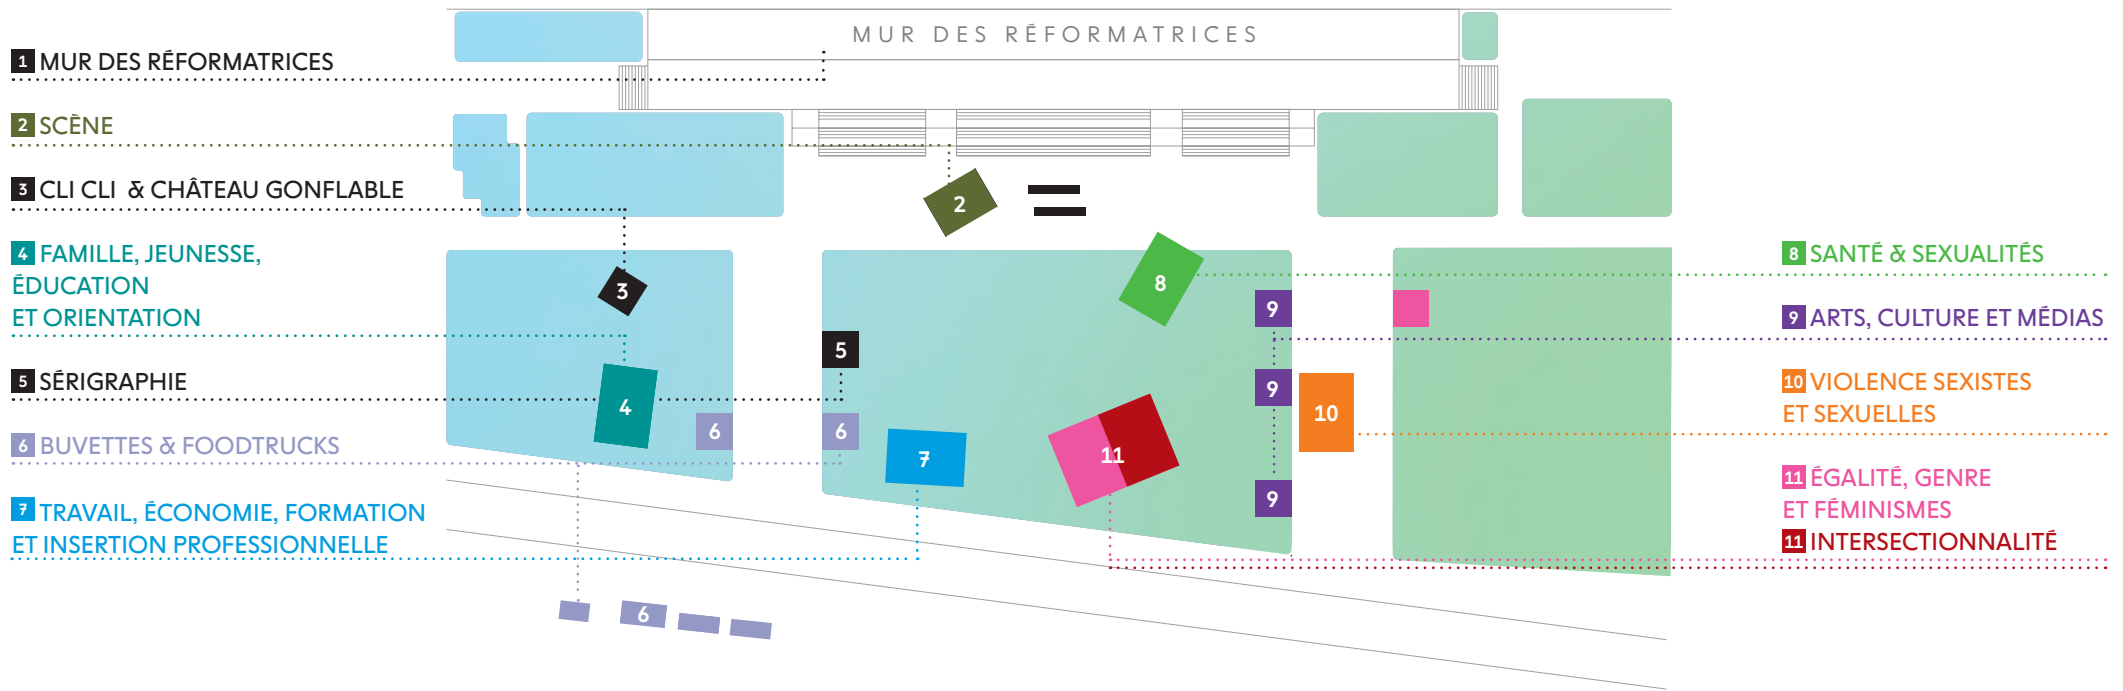 MUR DES RÉFORMATRICES
1 MUR DES RÉFORMATRICES
2 SCÈNE
3 CLI CLI & CHÂTEAU GONFLABLE
4 FAMILLE, JEUNESSE,
ÉDUCATION
ET ORIENTATION
5 SÉRIGRAPHIE
6 BUVETTES & FOODTRUCKS
7 TRAVAIL, ÉCONOMIE, FORMATION
ET INSERTION PROFESSIONNELLE
2
3
8
9
5
9
4
10
6
6
7
11
9
6
8 SANTÉ & SEXUALITÉS
9 ARTS, CULTURE ET MÉDIAS
10 VIOLENCE SEXISTES
ET SEXUELLES
11 ÉGALITÉ, GENRE
ET FÉMINISMES
11 INTERSECTIONNALITÉ